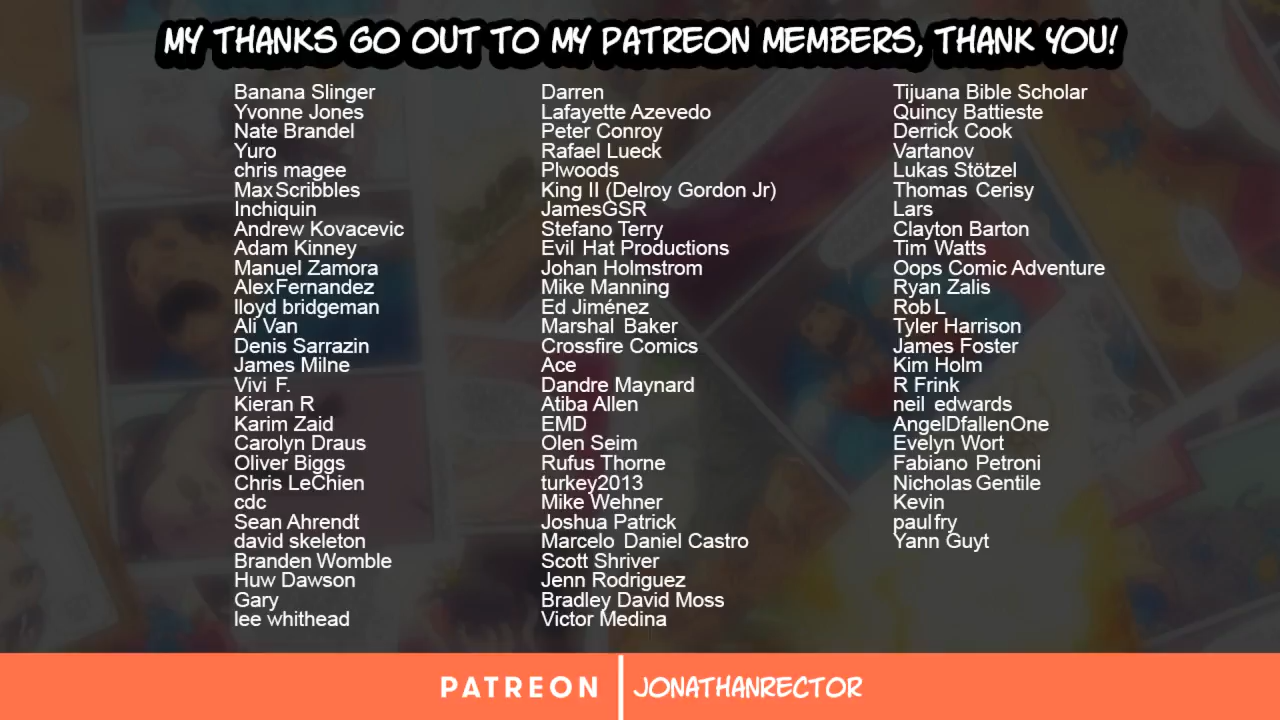 MY THANKS GO OUT TO MY PATREON MEMBERS, THANK YOU!
Banana Slinger
Yvonne Jones
Nate Brandel
Yuro
chris magee
MaxScribbles
Inchiquin
Andrew Kovacevic
Adam Kinney
Manuel Zamora
AlexFernandez
lloyd bridgeman
Ali Van
Denis Sarrazin
James Milne
Vivi F.
Kieran R
Karim Zaid
Carolyn Draus
Oliver Biggs
Chris LeChien
cdc
Sean Ahrendt
david skeleton
Branden Womble
Huw Dawson
Gary
lee whithead
Darren
Lafayette Azevedo
Peter Conroy
Rafael Lueck
Plwoods
King II (Delroy Gordon Jr)
JamesGSR
Stefano Terry
Evil Hat Productions
Johan Holmstrom
Mike Manning
Ed Jiménez
Marshal Baker
Crossfire Comics
Ace
Dandre Maynard
Atiba Allen
EMD
Olen Seim
Rufus Thorne
turkey2013
Mike Wehner
Joshua Patrick
Marcelo Daniel Castro
Scott Shriver
Jenn Rodriguez
Bradley David Moss
Victor Medina
Tijuana Bible Scholar
Quincy Battieste
Derrick Cook
Vartanov
Lukas Stötzel
Thomas Cerisy
Lars
Clayton Barton
Tim Watts
Oops Comic Adventure
Ryan Zalis
Rob L
Tyler Harrison
James Foster
Kim Holm
R Frink
neil edwards
AngelDfallenOne
Evelyn Wort
Fabiano Petroni
Nicholas Gentile
Kevin
paul fry
Yann Guyt
PATREON | JONATHANRECTOR